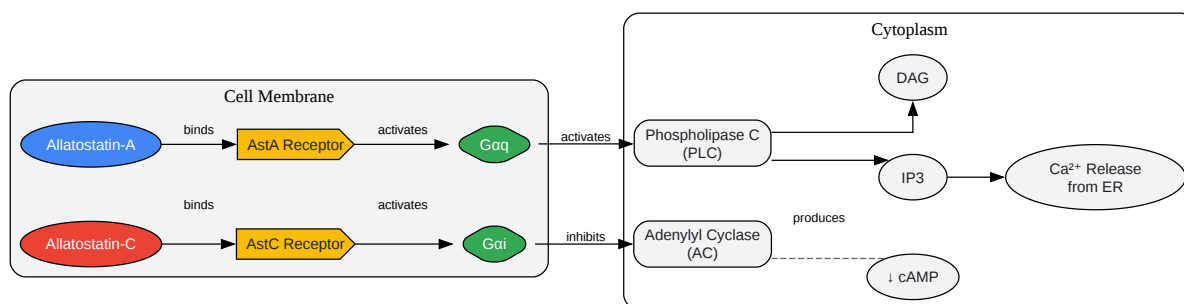 Cell Membrane
Allatostatin-A
binds
AstA Receptor
activates
Gαq
Allatostatin-C
binds
AstC Receptor
activates
Gαi
activates
inhibits
Cytoplasm
Phospholipase C
(PLC)
DAG
IP3
Ca²⁺ Release
from ER
Adenylyl Cyclase
(AC)
produces
↓ cAMP